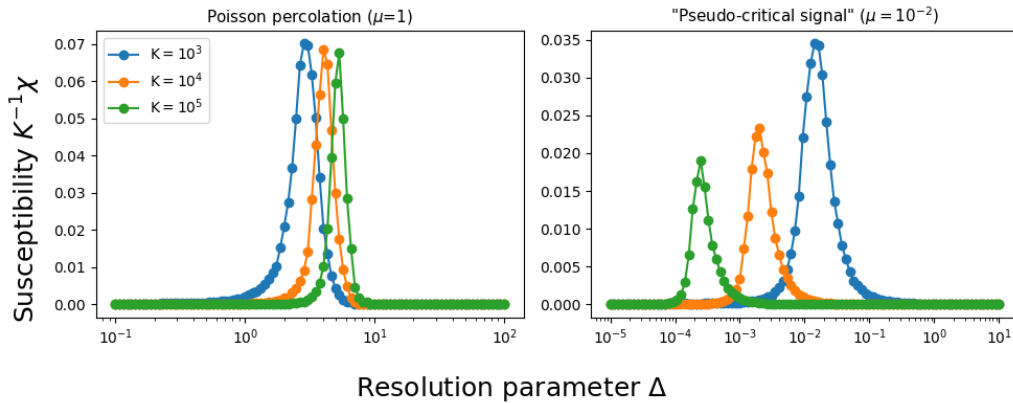 Poisson percolation (μ=1)
"Pseudo-critical signal" (μ = 10⁻²)
Susceptibility K⁻¹χ
0.07
0.06
0.05
0.04
0.03
0.02
0.01
0.00
K = 10³
K = 10⁴
K = 10⁵
10⁻¹ 10⁰ 10¹ 10²
0.035
0.030
0.025
0.020
0.015
0.010
0.005
0.000
10⁻⁵ 10⁻⁴ 10⁻³ 10⁻² 10⁻¹ 10⁰ 10¹
Resolution parameter Δ